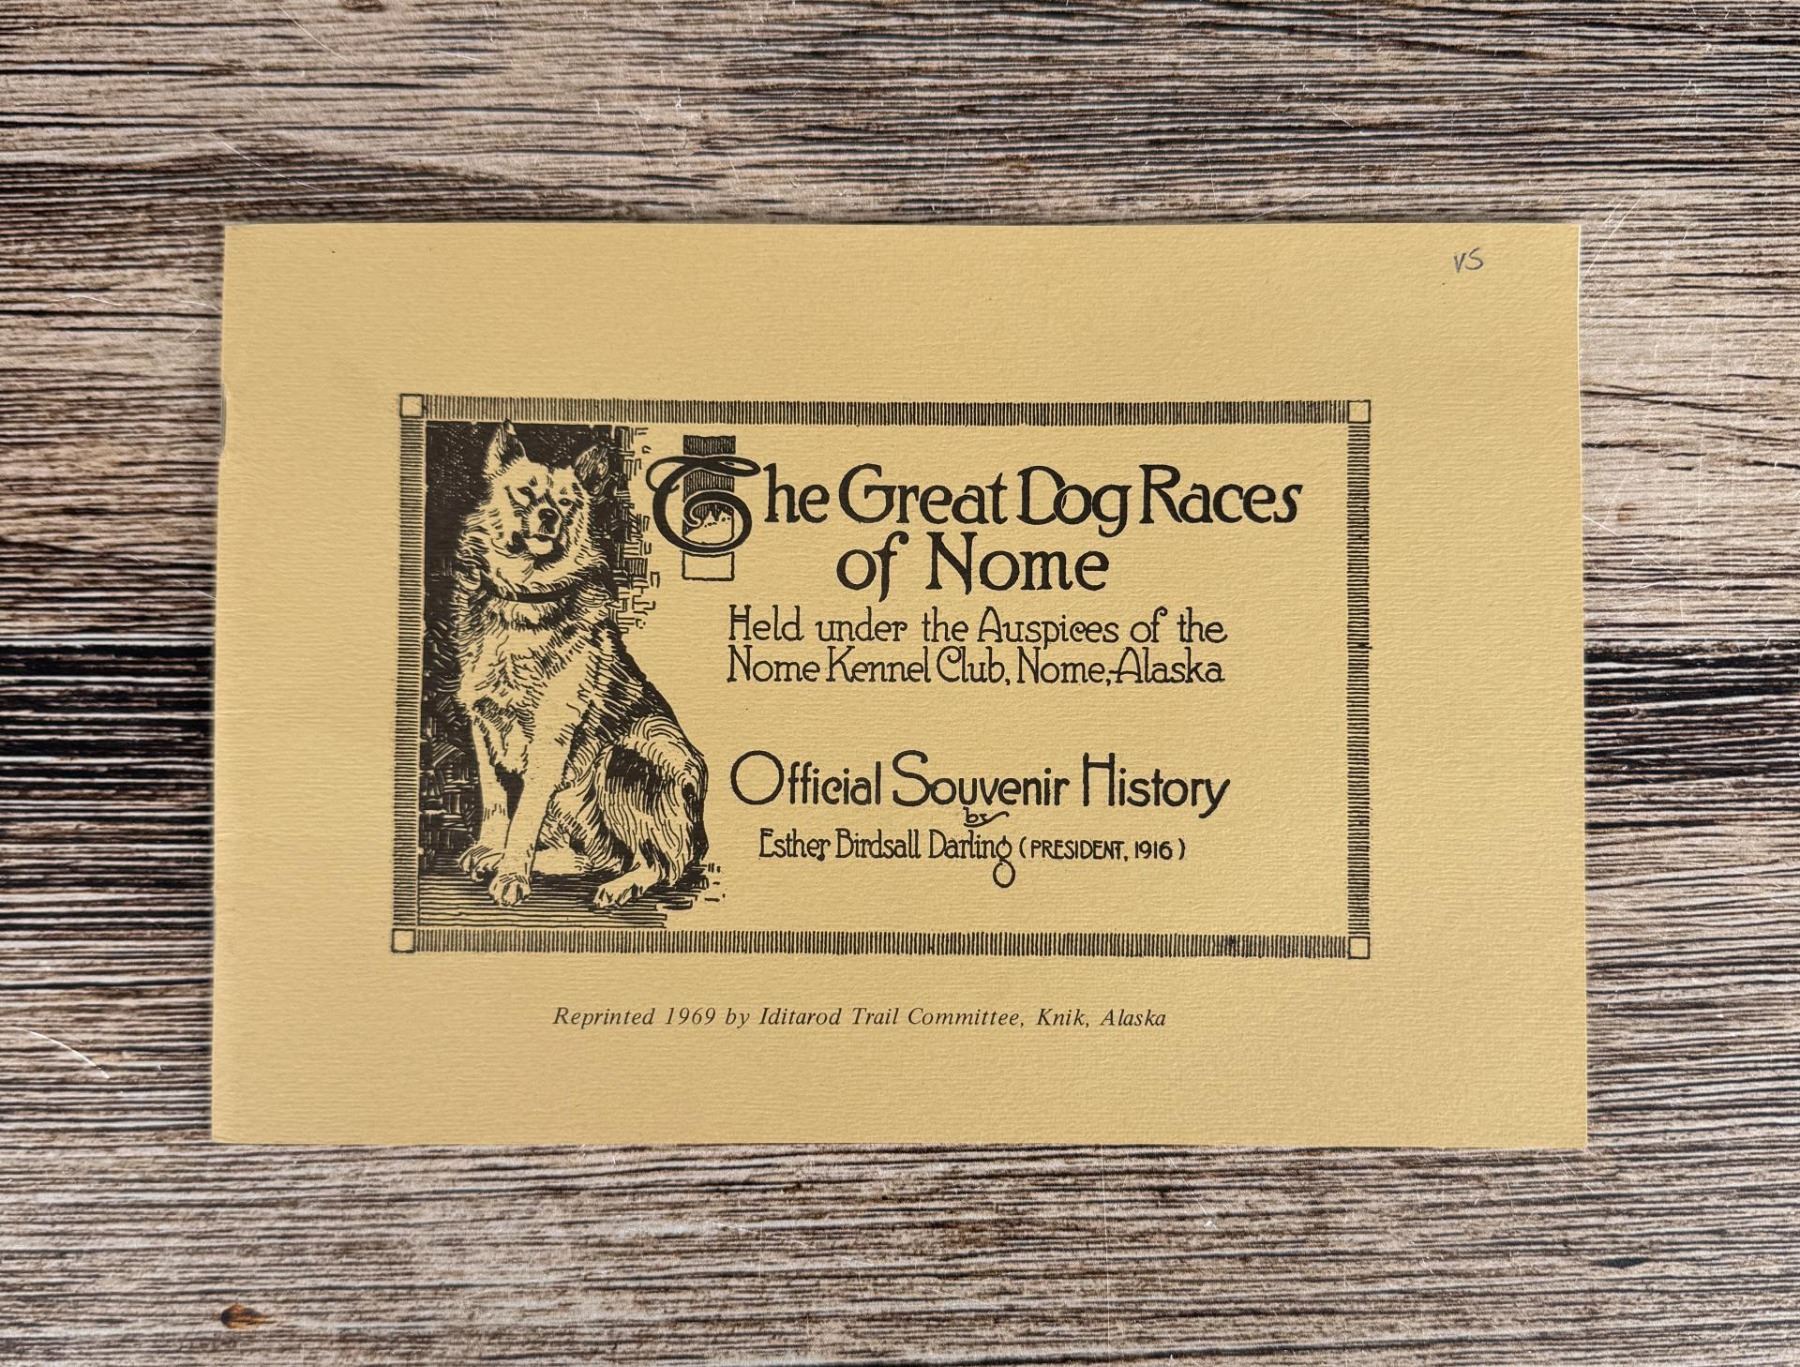 VS
The Great Dog Races
of Nome
Held under the Auspices of the
Nome Kennel Club, Nome, Alaska
Official Souvenir History
by
Esther Birdsall Darling (PRESIDENT, 1916)
Reprinted 1969 by Iditarod Trail Committee, Knik, Alaska